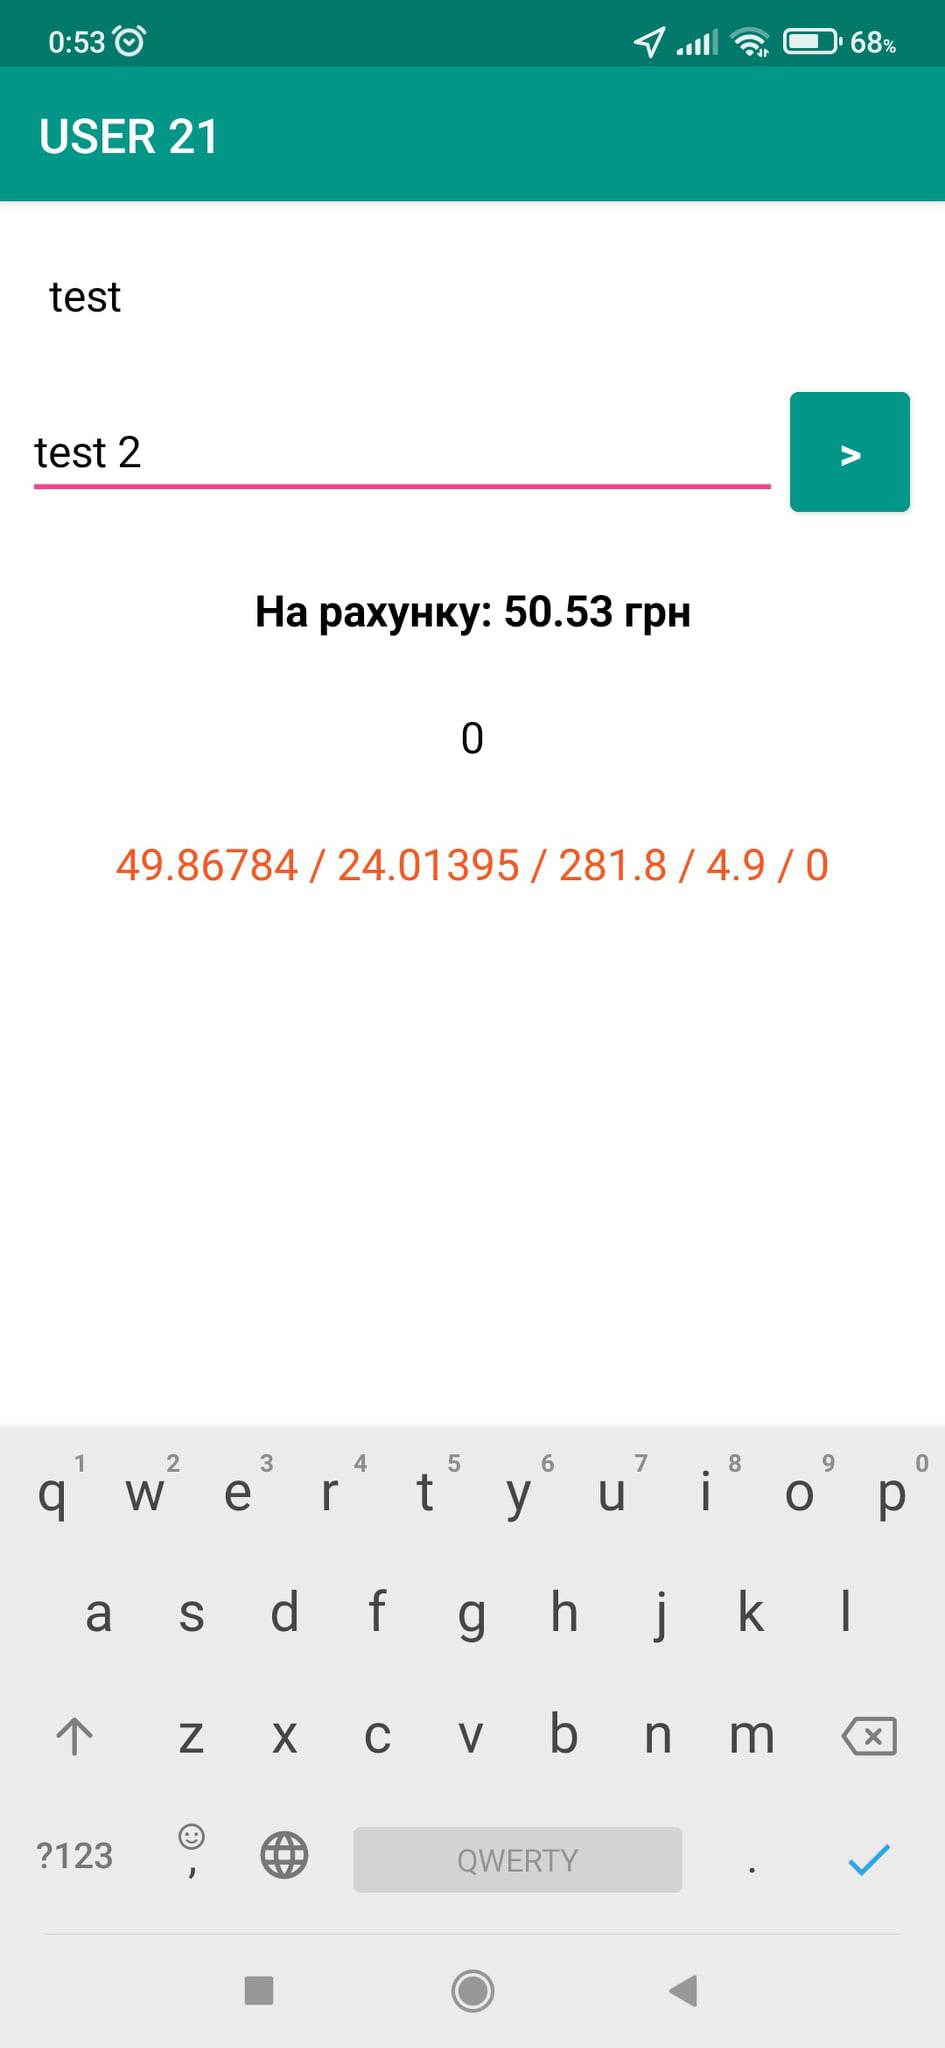 0:53 68%
USER 21
test
test 2 >
На рахунку: 50.53 грн
0
49.86784 / 24.01395 / 281.8 / 4.9 / 0
1 2 3 4 5 6 7 8 9 0
q w e r t y u i o p
a s d f g h j k l
z x c v b n m
?123 , QWERTY .